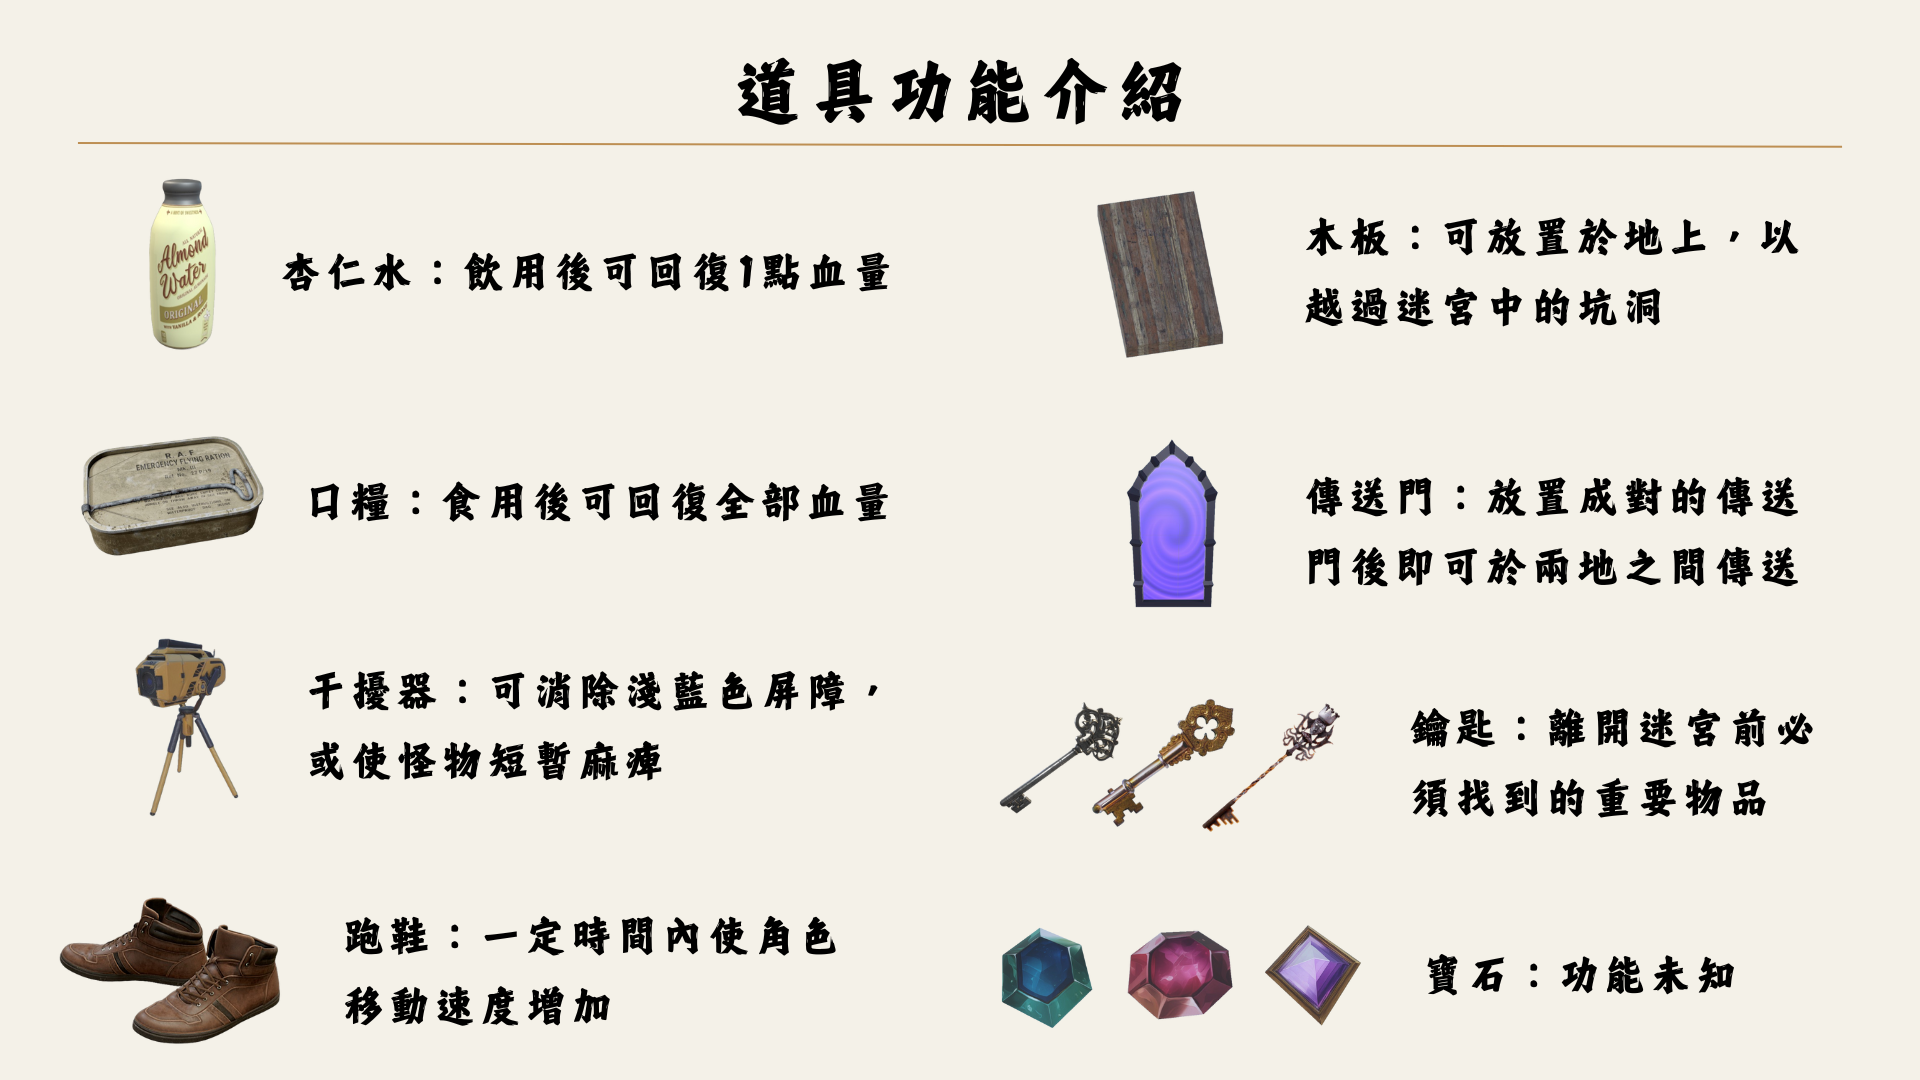 道具功能介紹
Almond
Water
ORIGINAL
杏仁水：飲用後可回復1點血量
R.A.F.
EMERGENCY FLYING RATION
口糧：食用後可回復全部血量
干擾器：可消除淺藍色屏障，
或使怪物短暫麻痺
跑鞋：一定時間內使角色
移動速度增加
木板：可放置於地上，以
越過迷宮中的坑洞
傳送門：放置成對的傳送
門後即可於兩地之間傳送
鑰匙：離開迷宮前必
須找到的重要物品
寶石：功能未知